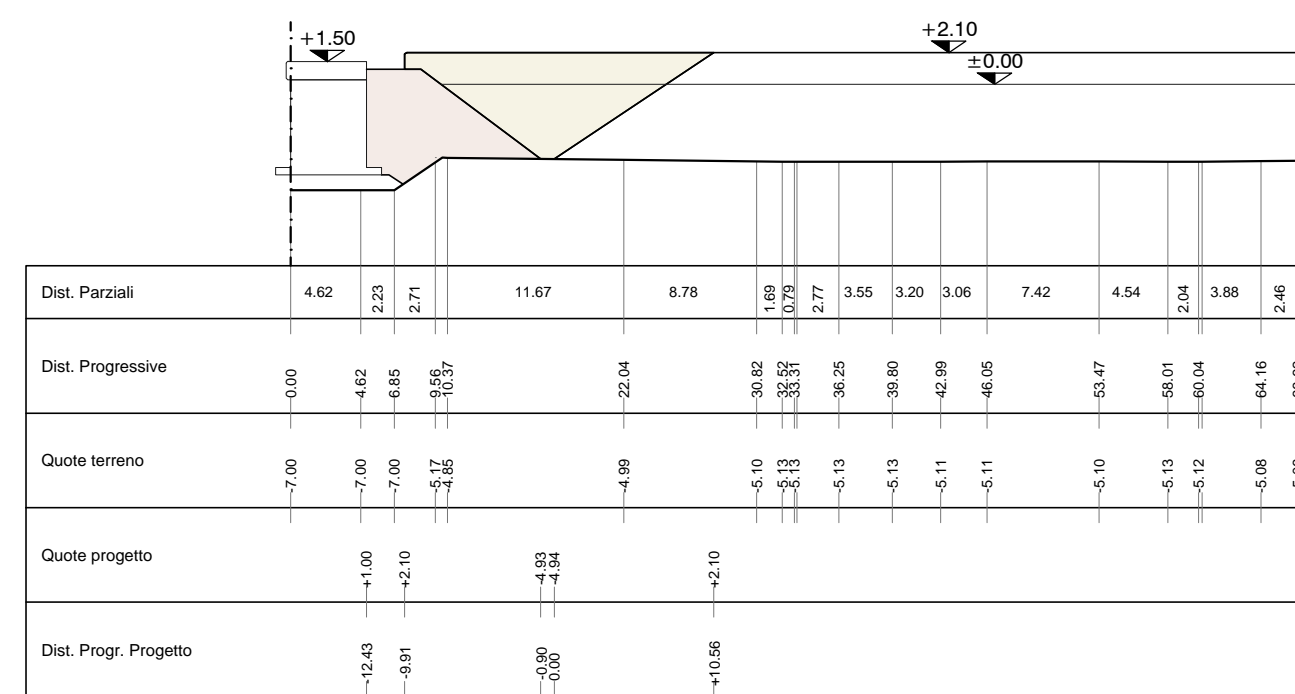 +1.50
+2.10
±0.00
Dist. Parziali 4.62 2.23 2.71 11.67 8.78 1.69 0.79 2.77 3.55 3.20 3.06 7.42 4.54 2.04 3.88 2.46
Dist. Progressive 0.00 4.62 6.85 9.56 10.37 22.04 30.82 32.52 33.31 36.25 39.80 42.99 46.05 53.47 58.01 60.04 64.16
Quote terreno -7.00 -7.00 -7.00 -5.17 -4.85 -4.99 -5.10 -5.13 -5.13 -5.13 -5.13 -5.11 -5.11 -5.10 -5.13 -5.12 -5.08
Quote progetto +1.00 +2.10 -4.93 -4.94 +2.10
Dist. Progr. Progetto -12.43 -9.91 -0.90 0.00 +10.56